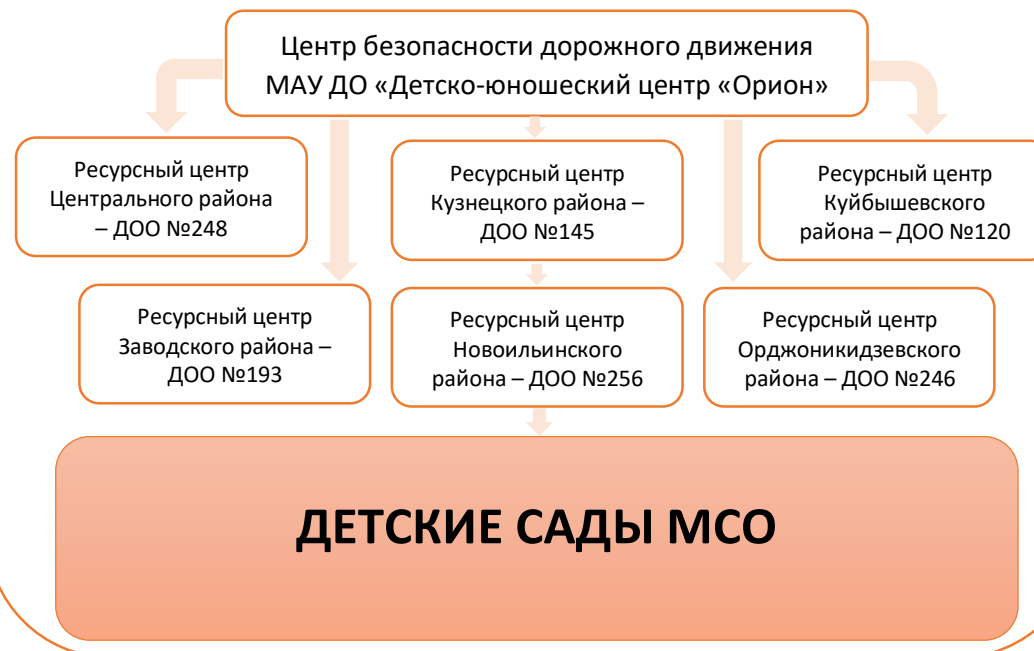 Центр безопасности дорожного движения
МАУ ДО «Детско-юношеский центр «Орион»
Ресурсный центр
Центрального района
– ДОО №248
Ресурсный центр
Кузнецкого района –
ДОО №145
Ресурсный центр
Куйбышевского
района – ДОО №120
Ресурсный центр
Заводского района –
ДОО №193
Ресурсный центр
Новоильинского
района – ДОО №256
Ресурсный центр
Орджоникидзевского
района – ДОО №246
ДЕТСКИЕ САДЫ МСО